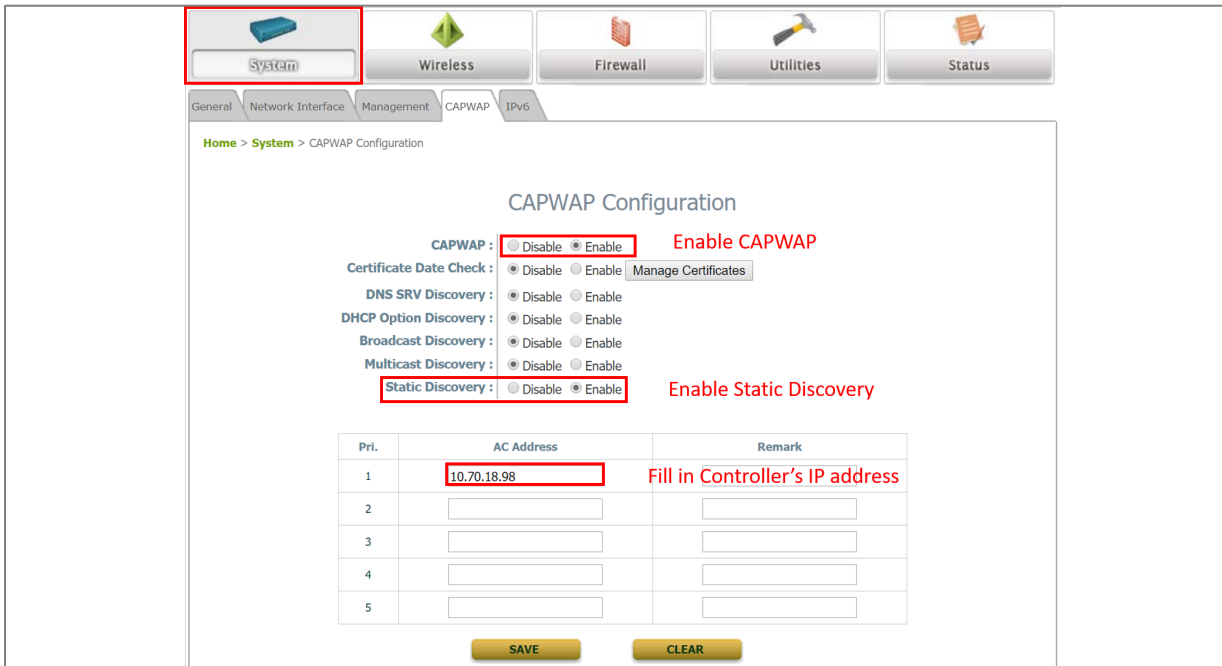 System Wireless Firewall Utilities Status
General Network Interface Management CAPWAP IPv6
Home > System > CAPWAP Configuration
CAPWAP Configuration
CAPWAP : Disable Enable Enable CAPWAP
Certificate Date Check : Disable Enable Manage Certificates
DNS SRV Discovery : Disable Enable
DHCP Option Discovery : Disable Enable
Broadcast Discovery : Disable Enable
Multicast Discovery : Disable Enable
Static Discovery : Disable Enable Enable Static Discovery
Pri. AC Address Remark
1 10.70.18.98 Fill in Controller's IP address
2
3
4
5
SAVE CLEAR